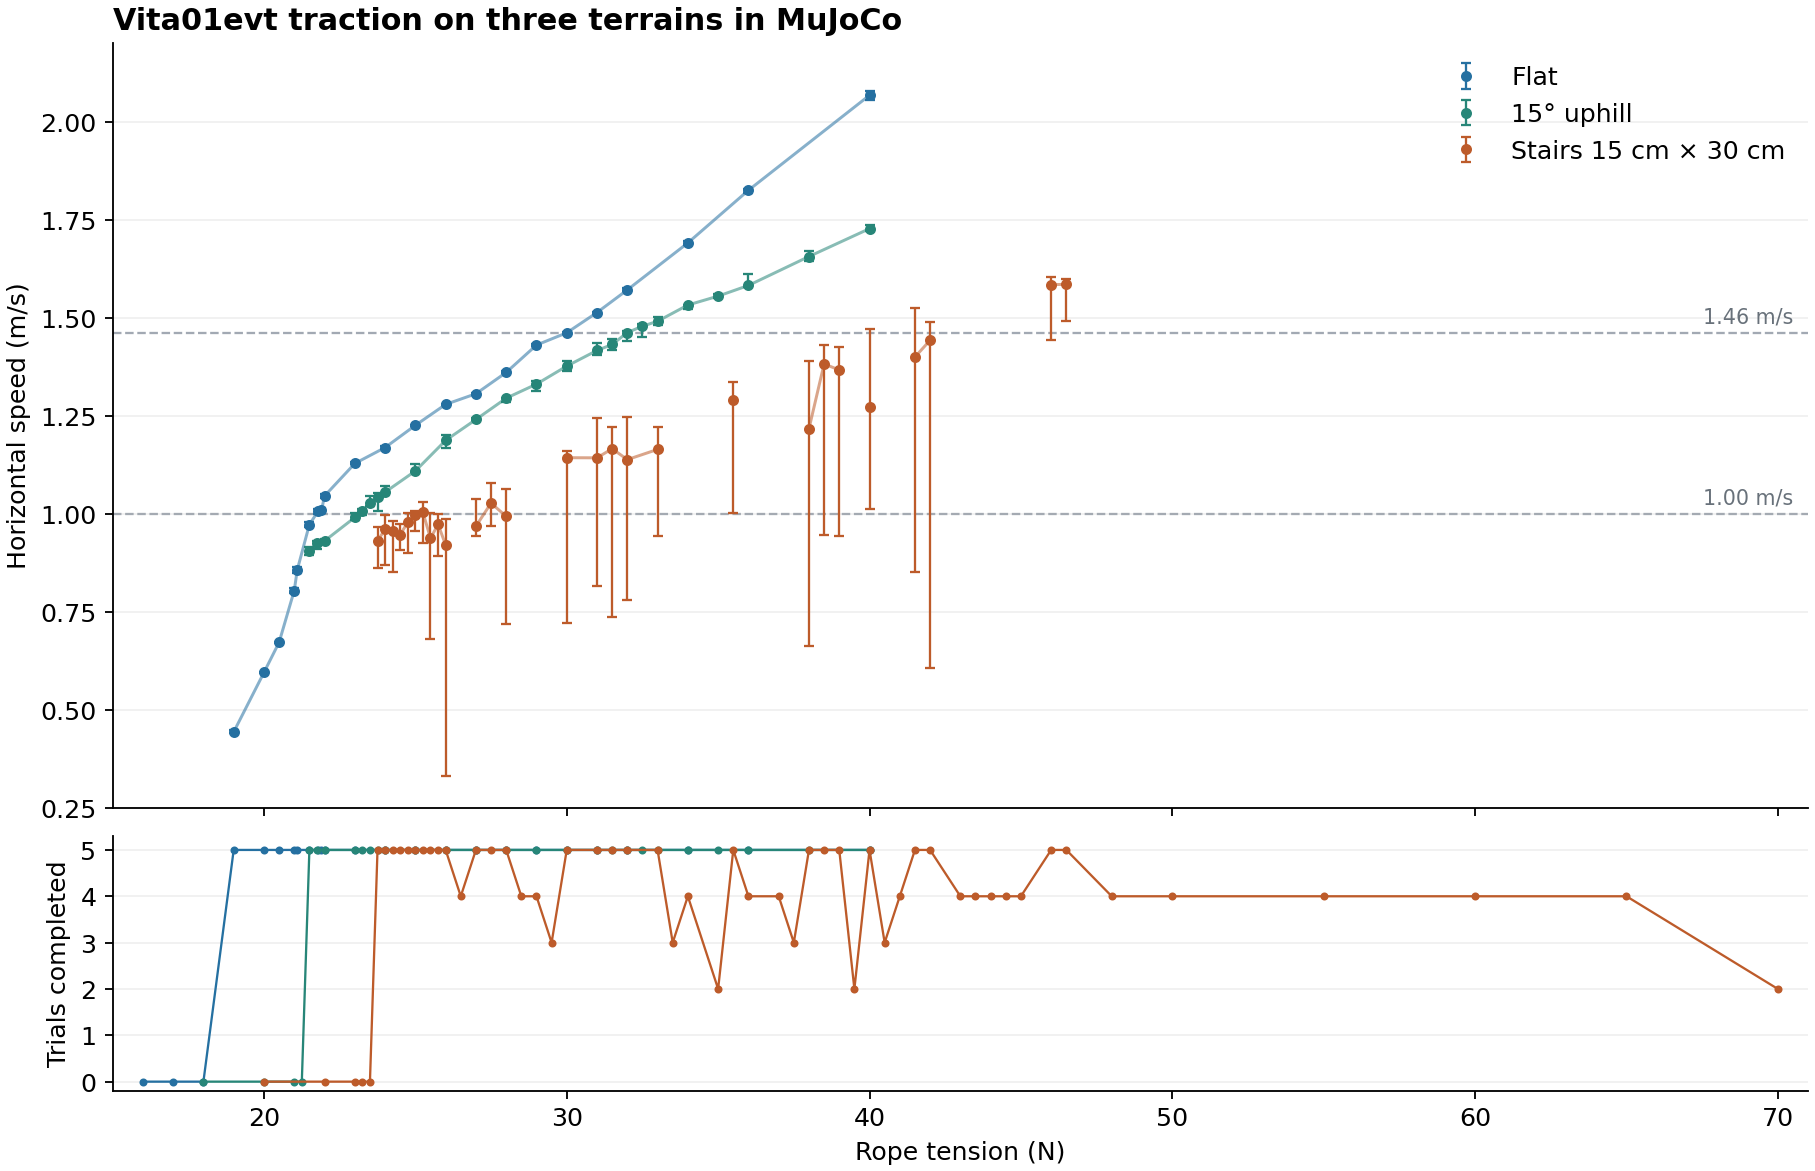 Vita01evt traction on three terrains in MuJoCo
Flat
15° uphill
Stairs 15 cm × 30 cm
Horizontal speed (m/s)
2.00
1.75
1.50
1.25
1.00
0.75
0.50
0.25
1.46 m/s
1.00 m/s
Trials completed
5
4
3
2
1
0
20 30 40 50 60 70
Rope tension (N)